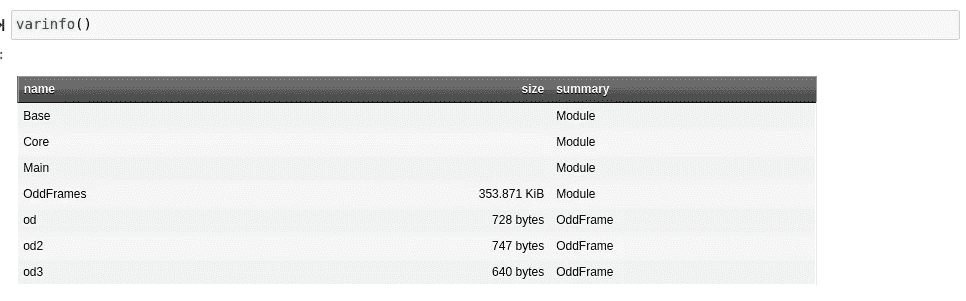 varinfo()
:
name size summary
Base Module
Core Module
Main Module
OddFrames 353.871 KiB Module
od 728 bytes OddFrame
od2 747 bytes OddFrame
od3 640 bytes OddFrame